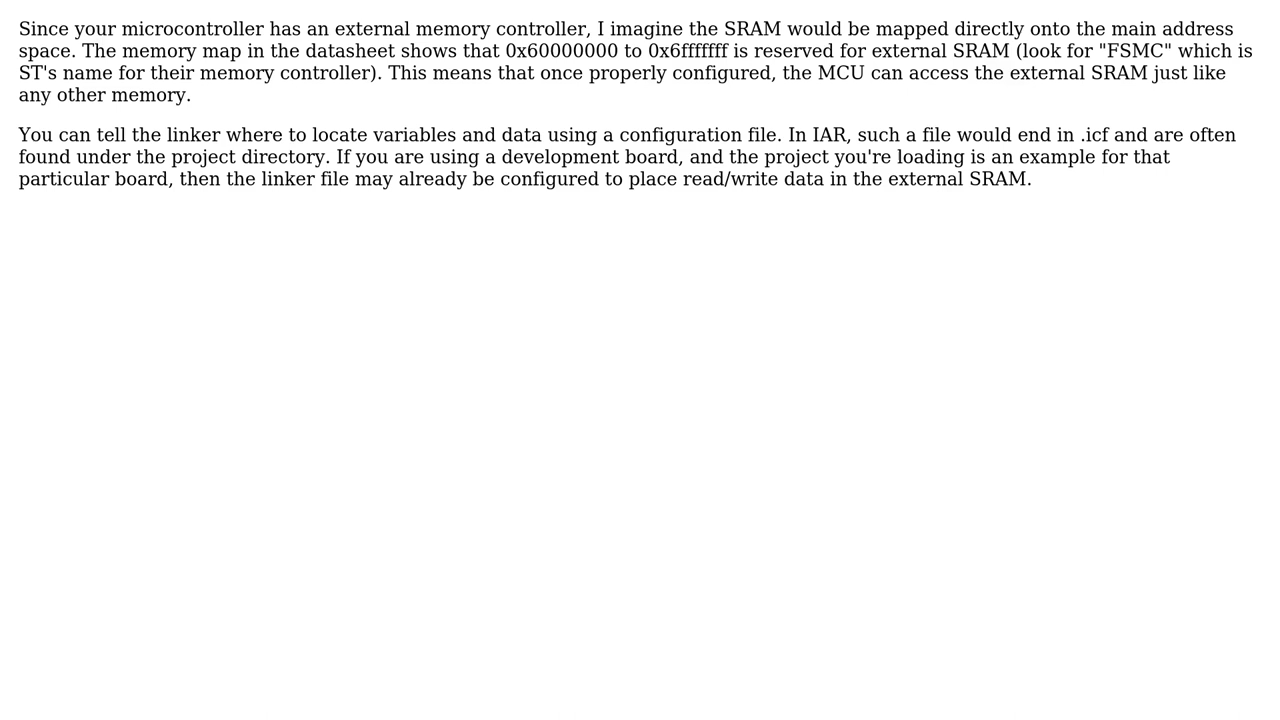 Since your microcontroller has an external memory controller, I imagine the SRAM would be mapped directly onto the main address
space. The memory map in the datasheet shows that 0x60000000 to 0x6fffffff is reserved for external SRAM (look for "FSMC" which is
ST's name for their memory controller). This means that once properly configured, the MCU can access the external SRAM just like
any other memory.
You can tell the linker where to locate variables and data using a configuration file. In IAR, such a file would end in .icf and are often
found under the project directory. If you are using a development board, and the project you're loading is an example for that
particular board, then the linker file may already be configured to place read/write data in the external SRAM.